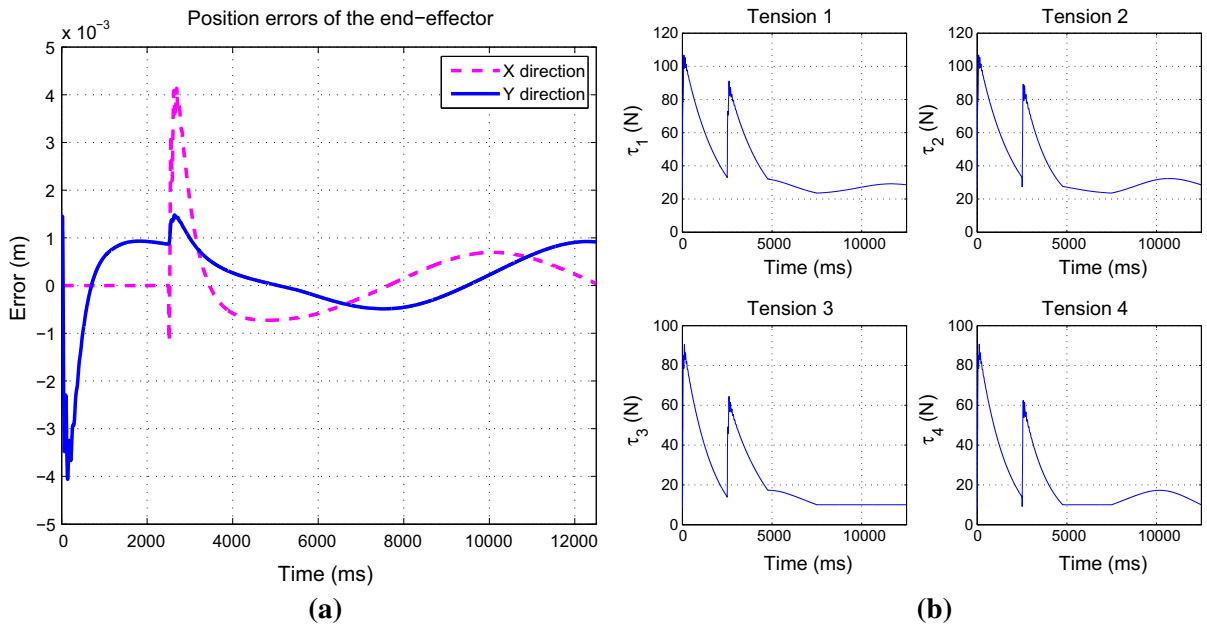 Position errors of the end−effector
x 10−3
X direction
Y direction
5
4
3
2
1
0
−1
−2
−3
−4
−5
Error (m)
0 2000 4000 6000 8000 10000 12000
Time (ms)
(a)
Tension 1
120
100
80
60
40
20
0
τ1 (N)
0 5000 10000
Time (ms)
Tension 2
120
100
80
60
40
20
0
τ2 (N)
0 5000 10000
Time (ms)
Tension 3
100
80
60
40
20
0
τ3 (N)
0 5000 10000
Time (ms)
Tension 4
100
80
60
40
20
0
τ4 (N)
0 5000 10000
Time (ms)
(b)